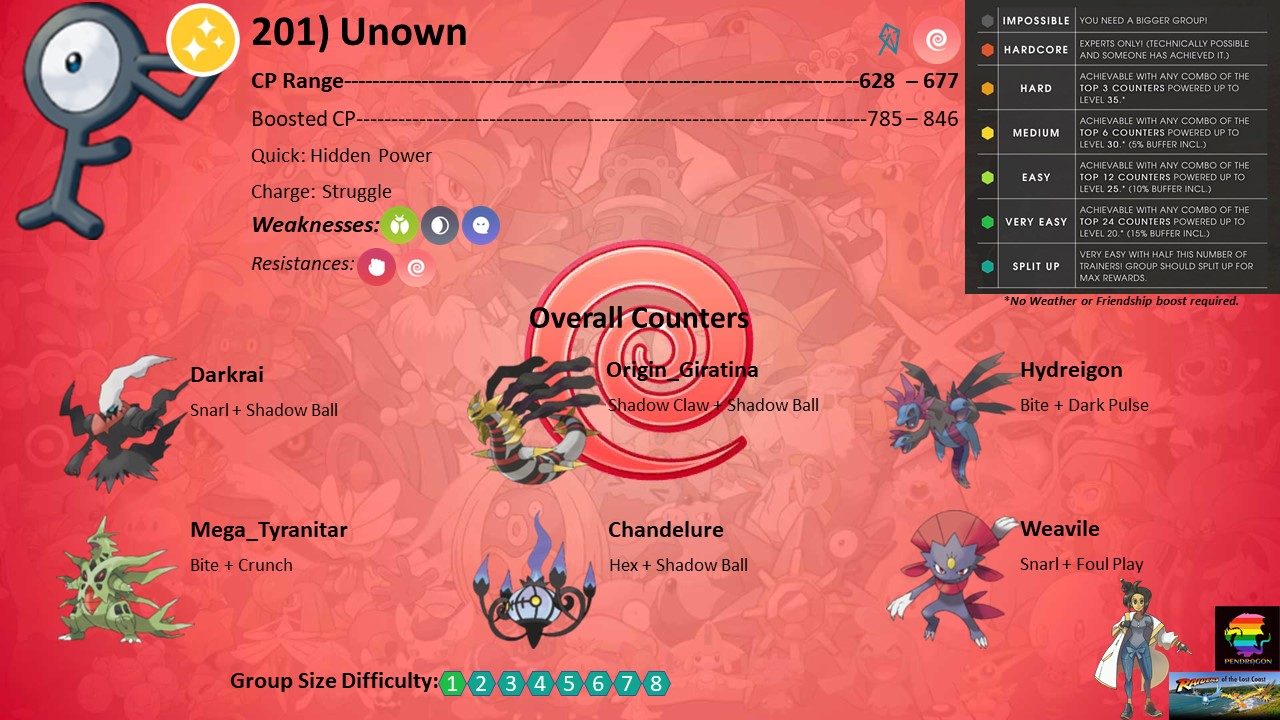 201) Unown
CP Range---628 – 677
Boosted CP---785 – 846
Quick: Hidden Power
Charge: Struggle
Weaknesses:
Resistances:
IMPOSSIBLE YOU NEED A BIGGER GROUP!
HARDCORE EXPERTS ONLY! (TECHNICALLY POSSIBLE
AND SOMEONE HAS ACHIEVED IT.)
HARD ACHIEVABLE WITH ANY COMBO OF THE
TOP 3 COUNTERS POWERED UP TO
LEVEL 35.*
MEDIUM ACHIEVABLE WITH ANY COMBO OF THE
TOP 6 COUNTERS POWERED UP TO
LEVEL 30.* (5% BUFFER INCL.)
EASY ACHIEVABLE WITH ANY COMBO OF THE
TOP 12 COUNTERS POWERED UP TO
LEVEL 25.* (10% BUFFER INCL.)
VERY EASY ACHIEVABLE WITH ANY COMBO OF THE
TOP 24 COUNTERS POWERED UP TO
LEVEL 20.* (15% BUFFER INCL.)
SPLIT UP VERY EASY WITH HALF THIS NUMBER OF
TRAINERS! GROUP SHOULD SPLIT UP FOR
MAX REWARDS.
*No Weather or Friendship boost required.
Overall Counters
Darkrai
Snarl + Shadow Ball
Origin_Giratina
Shadow Claw + Shadow Ball
Hydreigon
Bite + Dark Pulse
Mega_Tyranitar
Bite + Crunch
Chandelure
Hex + Shadow Ball
Weavile
Snarl + Foul Play
Group Size Difficulty: 1 2 3 4 5 6 7 8
PENDRAGON
RAIDERS of the Lost Coast